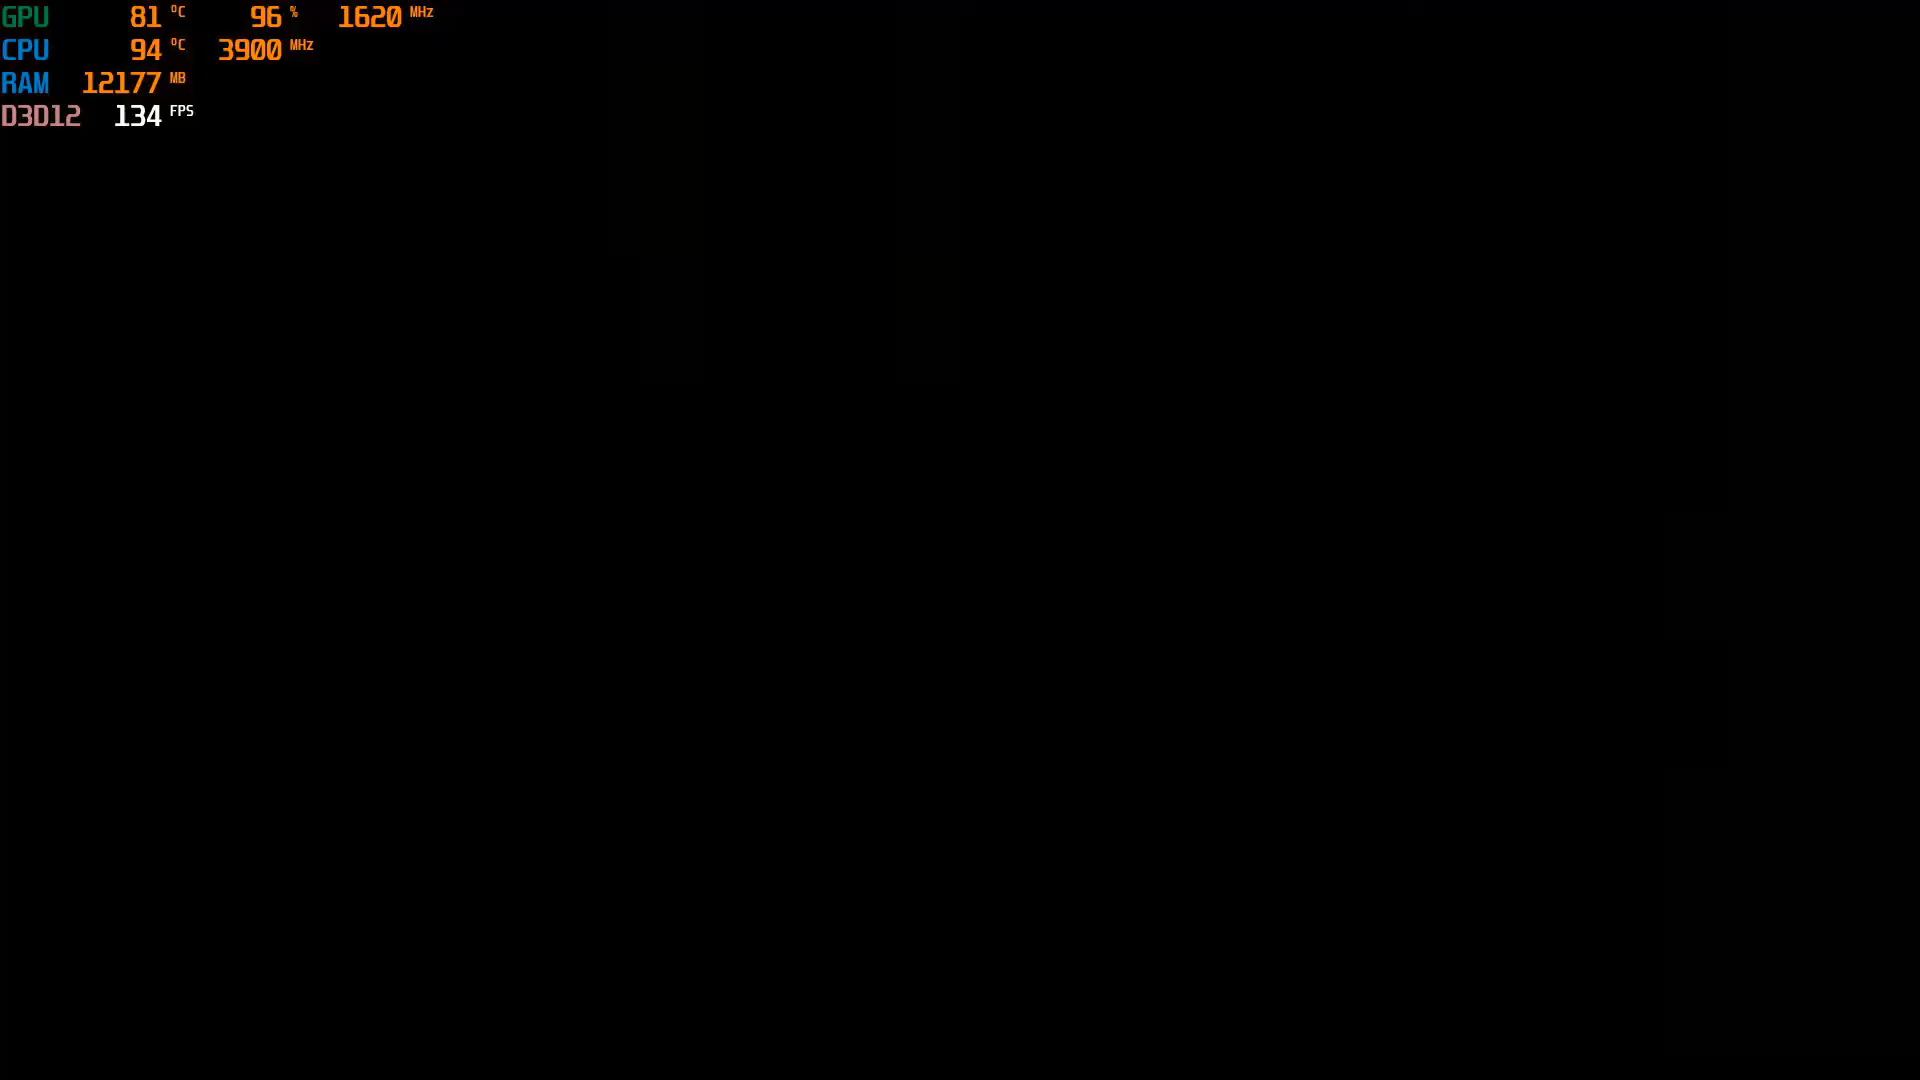 GPU 81 °C 96 % 1620 MHz
CPU 94 °C 3900 MHz
RAM 12177 MB
D3D12 134 FPS